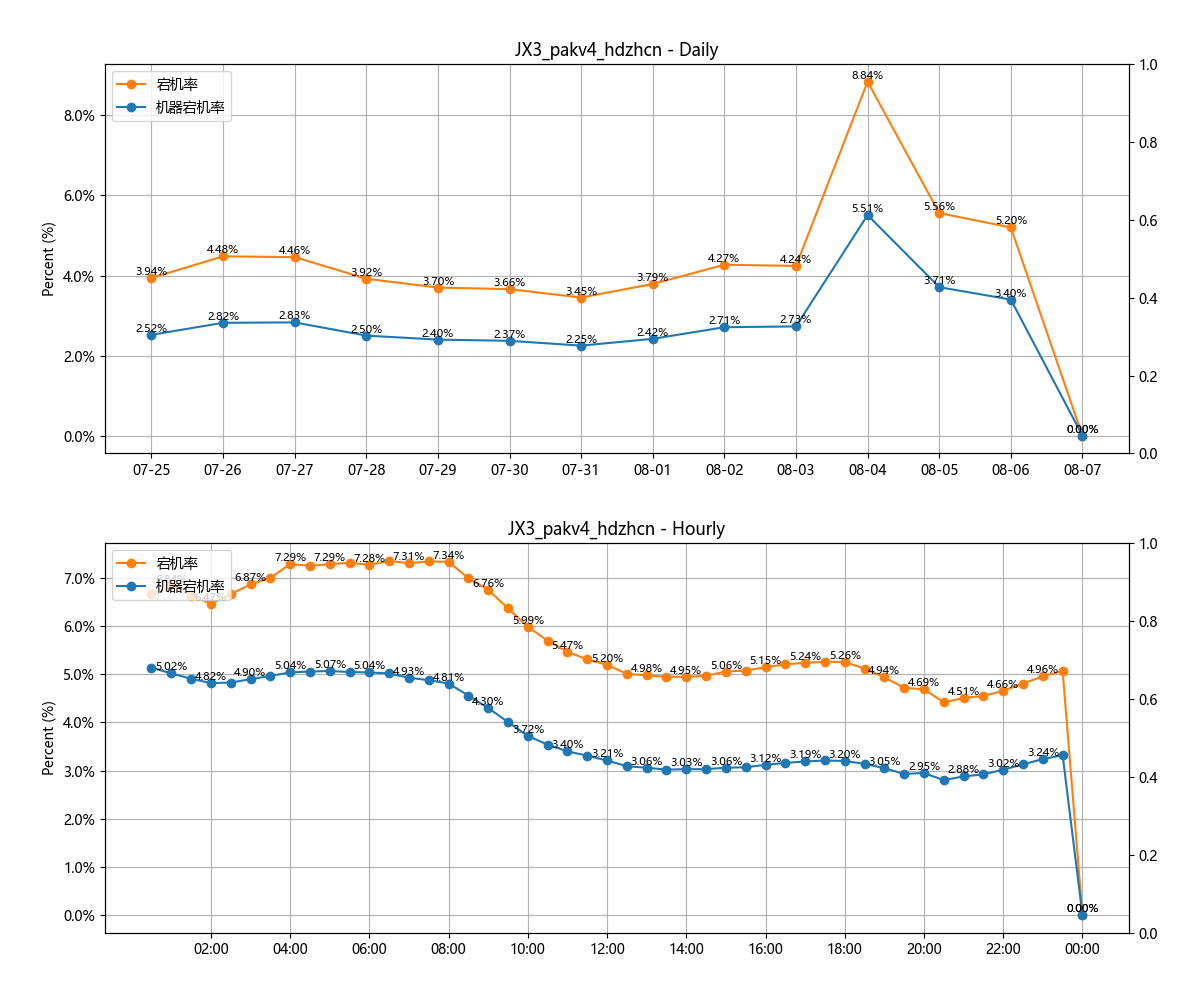 JX3_pakv4_hdzhcn - Daily
宕机率
机器宕机率
Percent (%)
8.0%
6.0%
4.0%
2.0%
0.0%
1.0
0.8
0.6
0.4
0.2
0.0
3.94% 4.48% 4.46% 3.92% 3.70% 3.66% 3.45% 3.79% 4.27% 4.24% 8.84% 5.56% 5.20% 0.00%
2.52% 2.82% 2.83% 2.50% 2.40% 2.37% 2.25% 2.42% 2.71% 2.73% 5.51% 3.71% 3.40% 0.00%
07-25 07-26 07-27 07-28 07-29 07-30 07-31 08-01 08-02 08-03 08-04 08-05 08-06 08-07
JX3_pakv4_hdzhcn - Hourly
宕机率
机器宕机率
Percent (%)
7.0%
6.0%
5.0%
4.0%
3.0%
2.0%
1.0%
0.0%
1.0
0.8
0.6
0.4
0.2
0.0
6.87% 7.29% 7.29% 7.28% 7.31% 7.34% 6.76% 5.99% 5.47% 5.20% 4.98% 4.95% 5.06% 5.15% 5.24% 5.26% 4.94% 4.69% 4.51% 4.66% 4.96% 0.00%
5.02% 4.82% 4.90% 5.04% 5.07% 5.04% 4.93% 4.81% 4.30% 3.72% 3.40% 3.21% 3.06% 3.03% 3.06% 3.12% 3.19% 3.20% 3.05% 2.95% 2.88% 3.02% 3.24% 0.00%
02:00 04:00 06:00 08:00 10:00 12:00 14:00 16:00 18:00 20:00 22:00 00:00